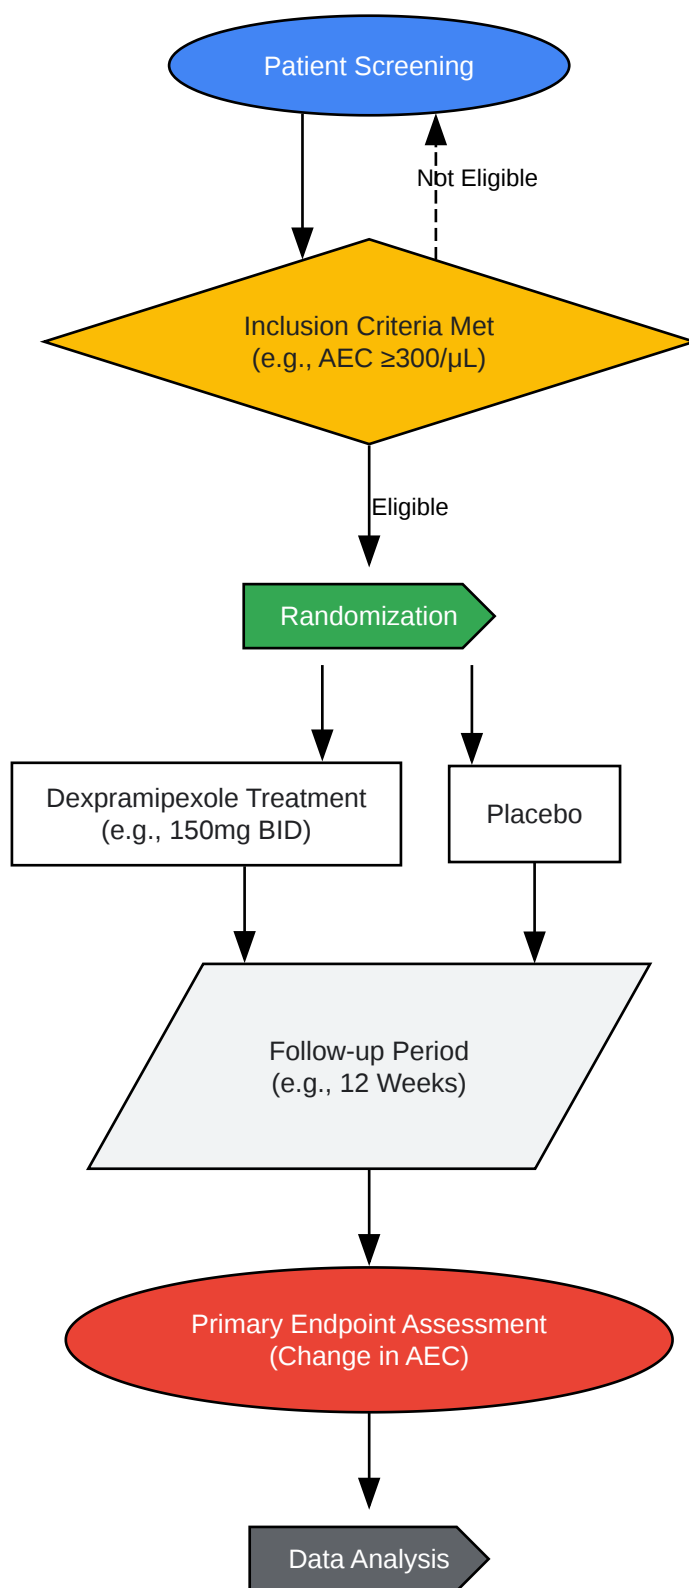 Patient Screening
Not Eligible
Inclusion Criteria Met
(e.g., AEC ≥300/μL)
Eligible
Randomization
Dexpramipexole Treatment
(e.g., 150mg BID)
Placebo
Follow-up Period
(e.g., 12 Weeks)
Primary Endpoint Assessment
(Change in AEC)
Data Analysis